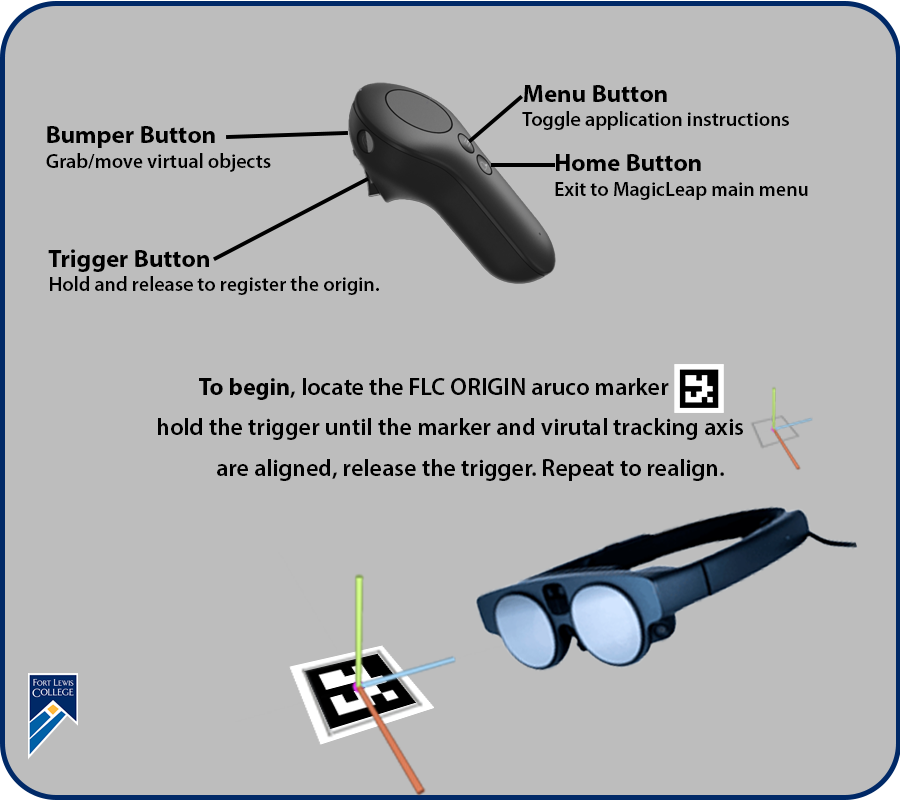 Menu Button
Toggle application instructions
Bumper Button
Grab/move virtual objects
Home Button
Exit to MagicLeap main menu
Trigger Button
Hold and release to register the origin.
To begin, locate the FLC ORIGIN aruco marker
hold the trigger until the marker and virutal tracking axis
are aligned, release the trigger. Repeat to realign.
FORT LEWIS
COLLEGE